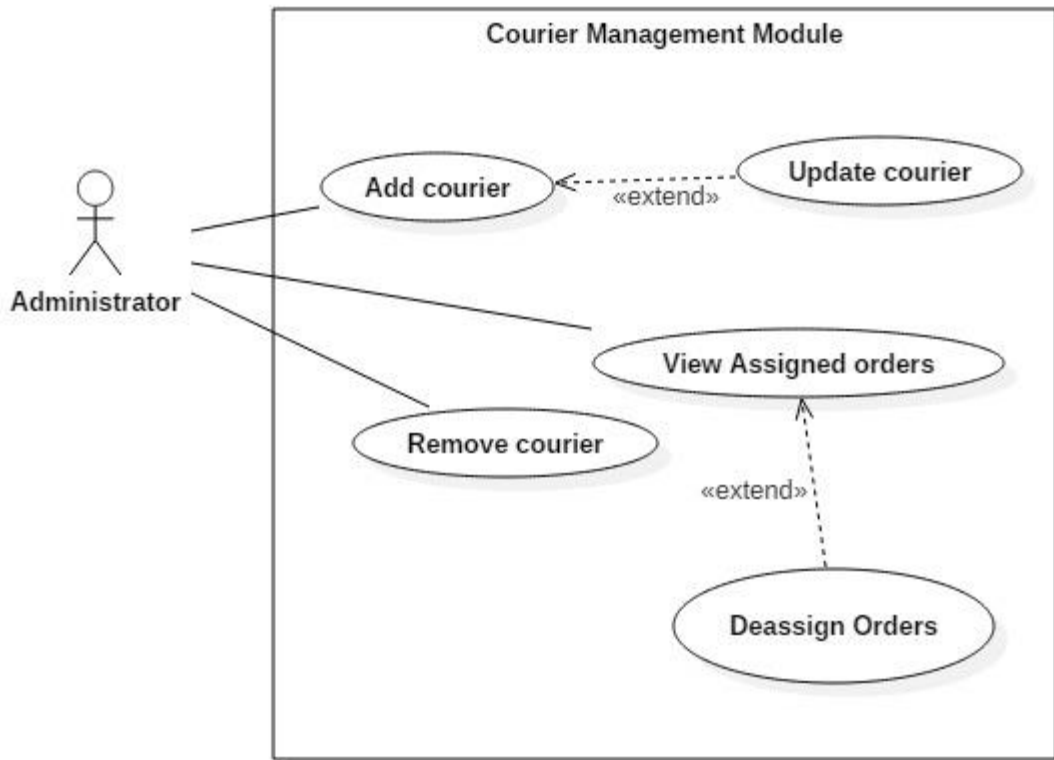 Courier Management Module
Add courier
Update courier
«extend»
Administrator
View Assigned orders
Remove courier
«extend»
Deassign Orders